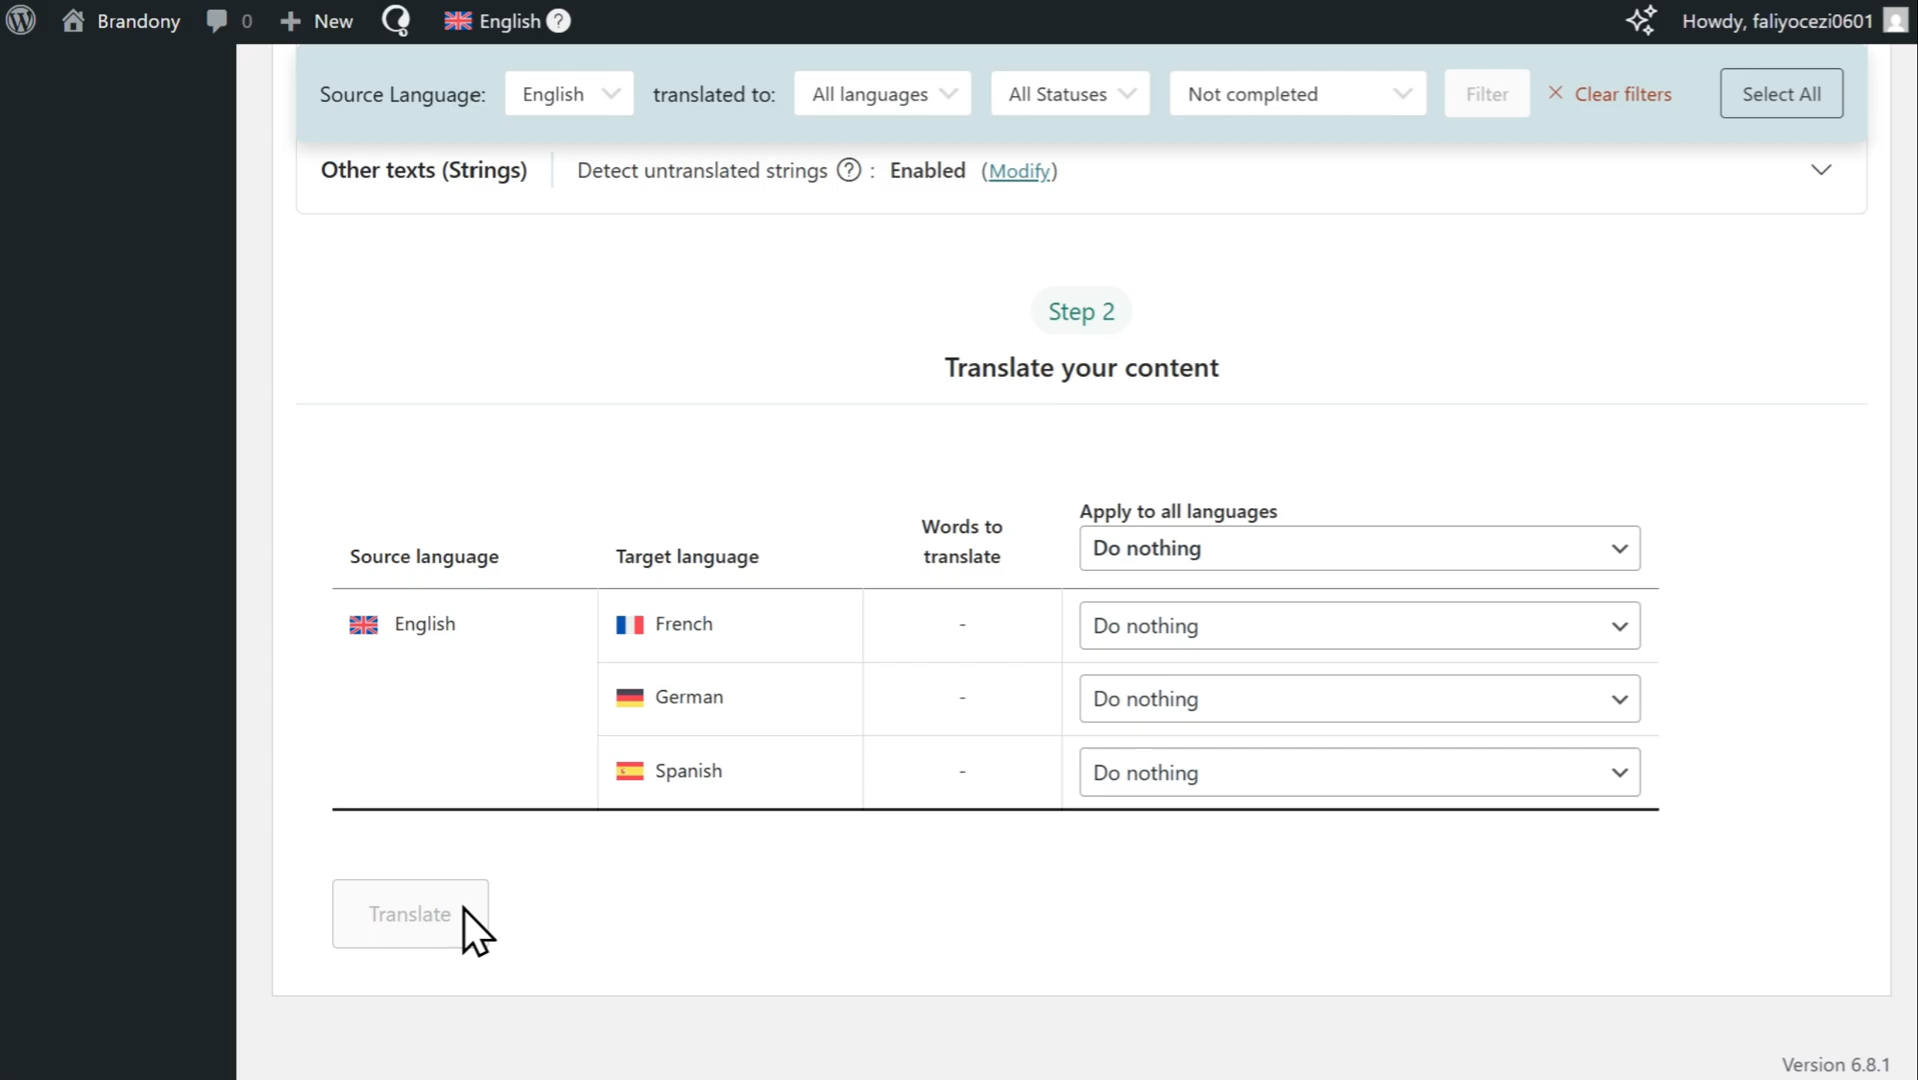 Brandony 0 New English ? Howdy, faliyocezi0601
Source Language: English translated to: All languages All Statuses Not completed Filter × Clear filters Select All
Other texts (Strings) Detect untranslated strings ? : Enabled (Modify)
Step 2
Translate your content
Source language Target language Words to translate Apply to all languages
Do nothing
English French - Do nothing
German - Do nothing
Spanish - Do nothing
Translate
Version 6.8.1